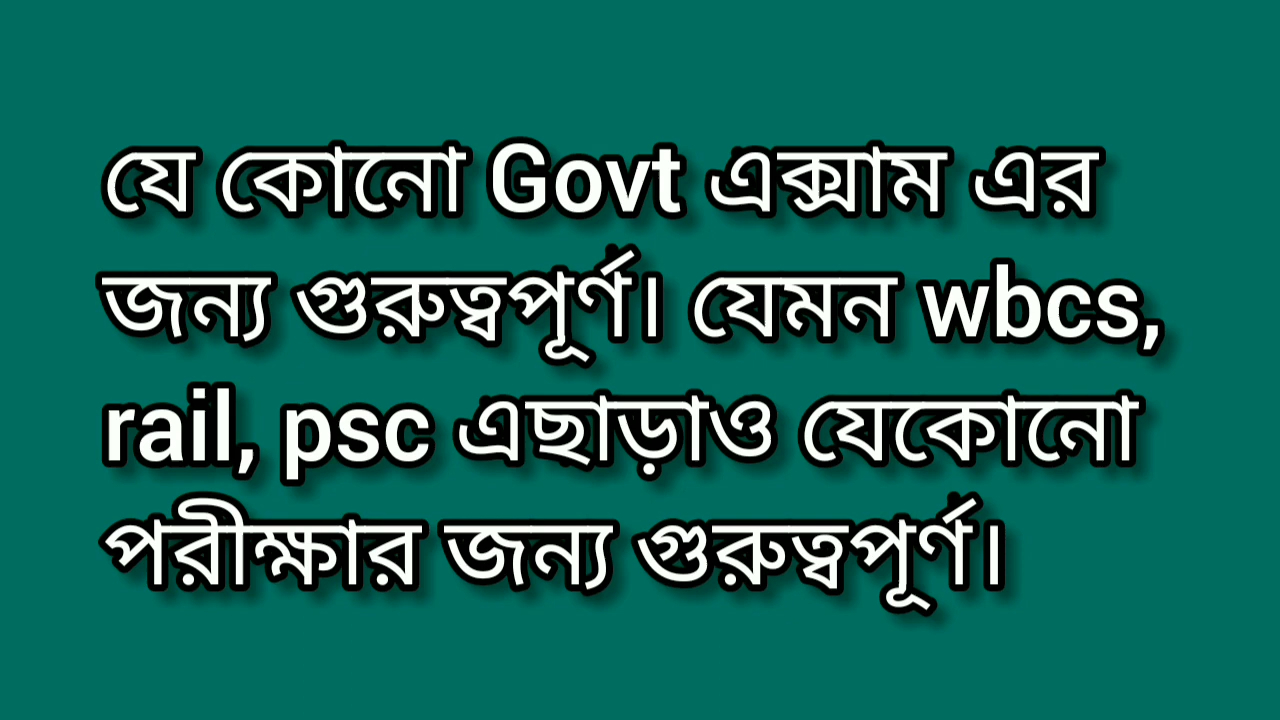 যে কোনো Govt এক্সাম এর
জন্য গুরুত্বপূর্ণ। যেমন wbcs,
rail, psc এছাড়াও যেকোনো
পরীক্ষার জন্য গুরুত্বপূর্ণ।